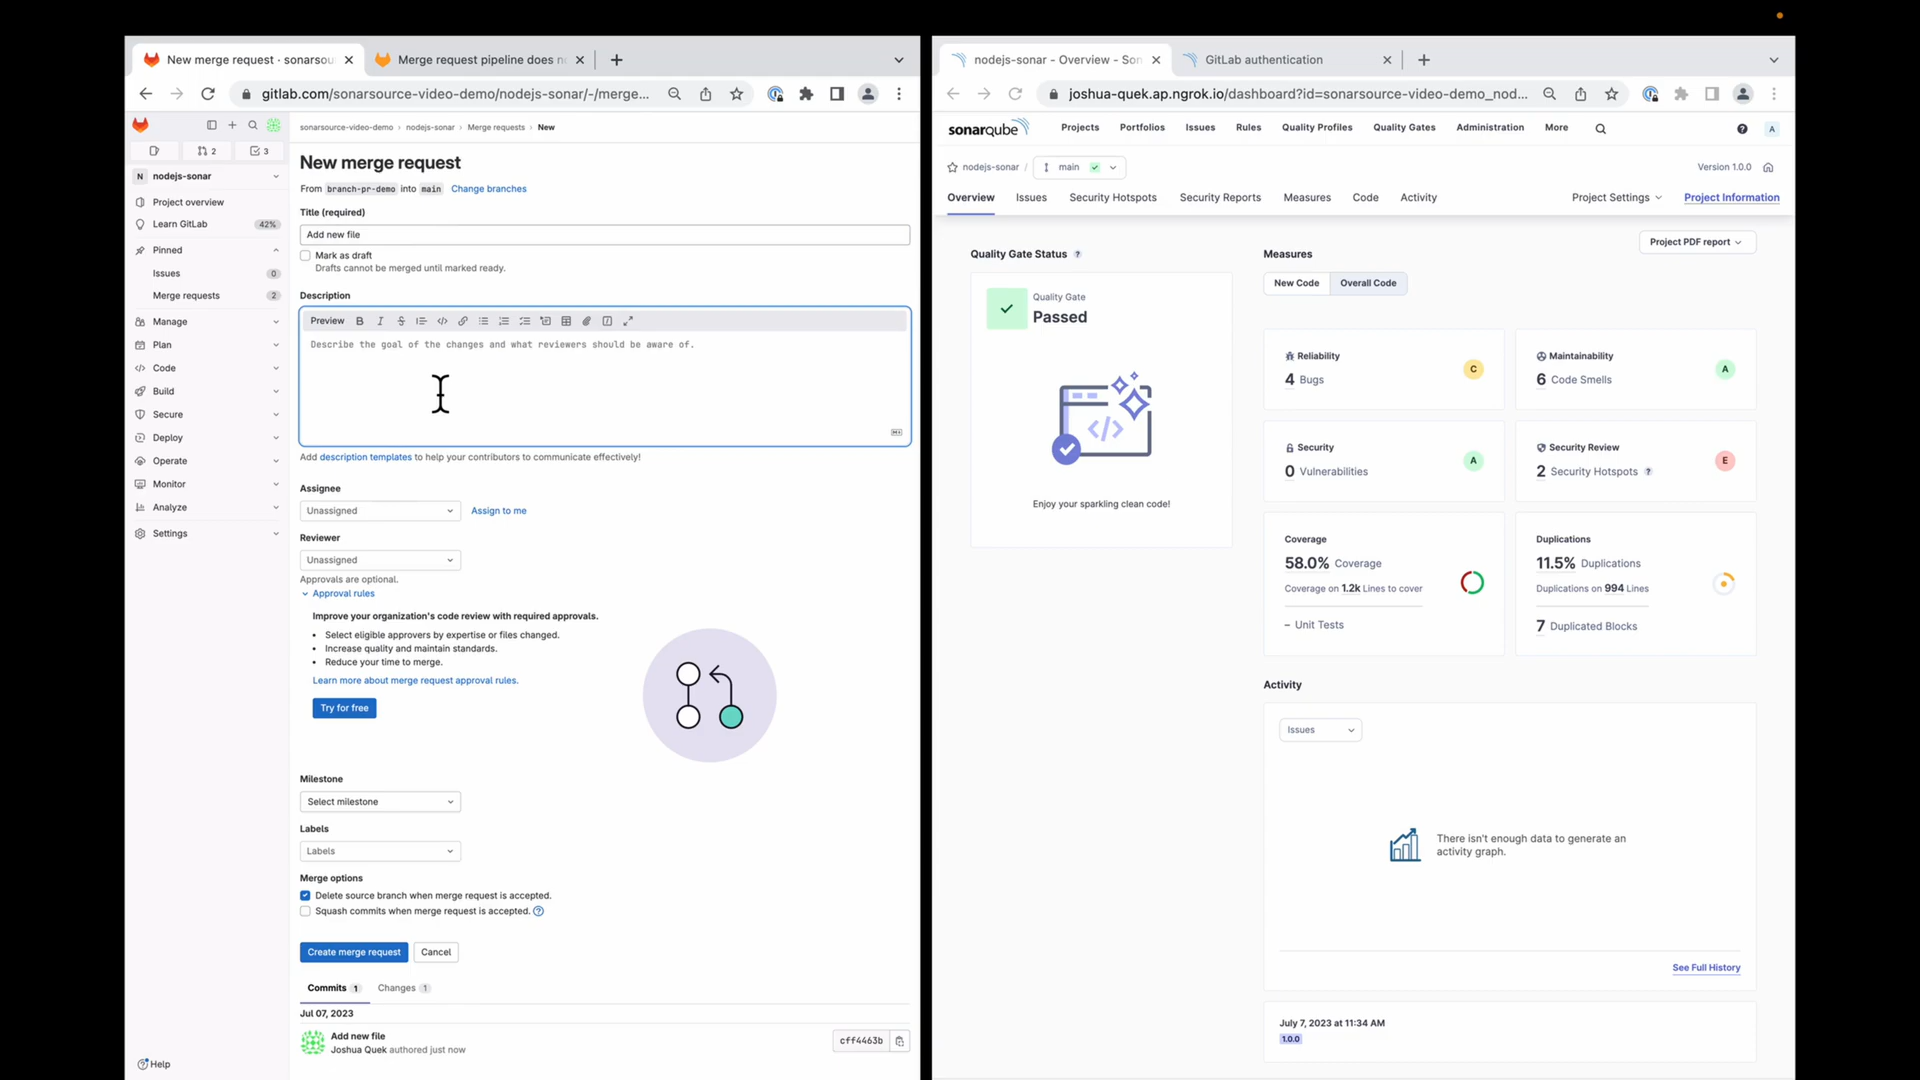 New merge request · sonarsou
Merge request pipeline does n
gitlab.com/sonarsource-video-demo/nodejs-sonar/-/merge...
2
3
N nodejs-sonar
Project overview
Learn GitLab 42%
Pinned
Issues 0
Merge requests 2
Manage
Plan
Code
Build
Secure
Deploy
Operate
Monitor
Analyze
Settings
Help
sonarsource-video-demo › nodejs-sonar › Merge requests › New
New merge request
From branch-pr-demo into main Change branches
Title (required)
Add new file
Mark as draft
Drafts cannot be merged until marked ready.
Description
Preview B I S
Describe the goal of the changes and what reviewers should be aware of.
Add description templates to help your contributors to communicate effectively!
Assignee
Unassigned Assign to me
Reviewer
Unassigned
Approvals are optional.
Approval rules
Improve your organization's code review with required approvals.
• Select eligible approvers by expertise or files changed.
• Increase quality and maintain standards.
• Reduce your time to merge.
Learn more about merge request approval rules.
Try for free
Milestone
Select milestone
Labels
Labels
Merge options
Delete source branch when merge request is accepted.
Squash commits when merge request is accepted.
Create merge request Cancel
Commits 1 Changes 1
Jul 07, 2023
Add new file
Joshua Quek authored just now
cff4463b
nodejs-sonar - Overview - Son
GitLab authentication
joshua-quek.ap.ngrok.io/dashboard?id=sonarsource-video-demo_nod...
sonarqube Projects Portfolios Issues Rules Quality Profiles Quality Gates Administration More A
nodejs-sonar / main Version 1.0.0
Overview Issues Security Hotspots Security Reports Measures Code Activity Project Settings Project Information
Project PDF report
Quality Gate Status ?
Quality Gate
Passed
Enjoy your sparkling clean code!
Measures
New Code Overall Code
Reliability
4 Bugs C
Maintainability
6 Code Smells A
Security
0 Vulnerabilities A
Security Review
2 Security Hotspots ? E
Coverage
58.0% Coverage
Coverage on 1.2k Lines to cover
– Unit Tests
Duplications
11.5% Duplications
Duplications on 994 Lines
7 Duplicated Blocks
Activity
Issues
There isn't enough data to generate an
activity graph.
See Full History
July 7, 2023 at 11:34 AM
1.0.0